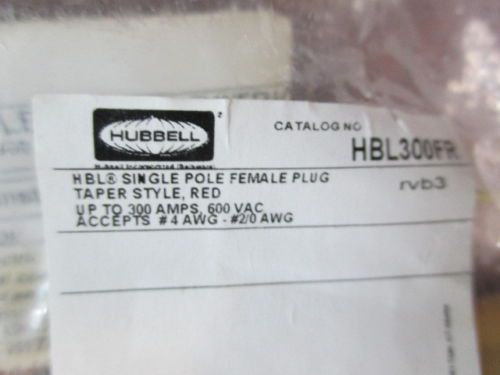 HUBBELL
CATALOG NO
HBL300FR
HBL® SINGLE POLE FEMALE PLUG
rvb3
TAPER STYLE, RED
UP TO 300 AMPS, 600 VAC
ACCEPTS #4 AWG - #2/0 AWG